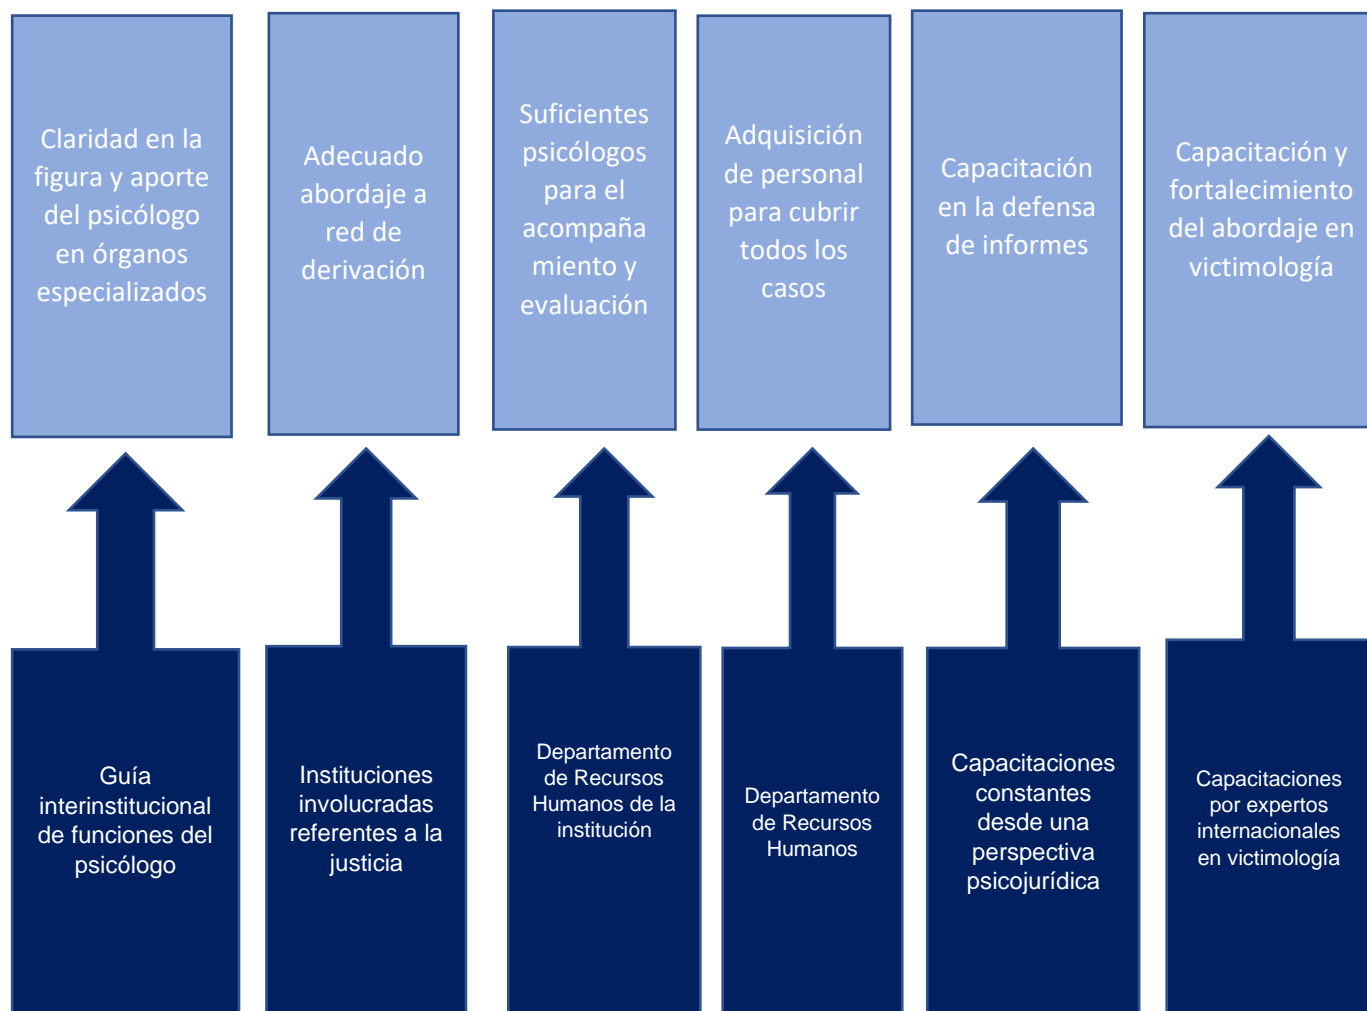 Claridad en la
figura y aporte
del psicólogo
en órganos
especializados
Adecuado
abordaje a
red de
derivación
Suficientes
psicólogos
para el
acompaña
miento y
evaluación
Adquisición
de personal
para cubrir
todos los
casos
Capacitación
en la defensa
de informes
Capacitación y
fortalecimiento
del abordaje en
victimología
Guía
interinstitucional
de funciones del
psicólogo
Instituciones
involucradas
referentes a la
justicia
Departamento
de Recursos
Humanos de la
institución
Departamento
de Recursos
Humanos
Capacitaciones
constantes
desde una
perspectiva
psicojurídica
Capacitaciones
por expertos
internacionales
en victimología